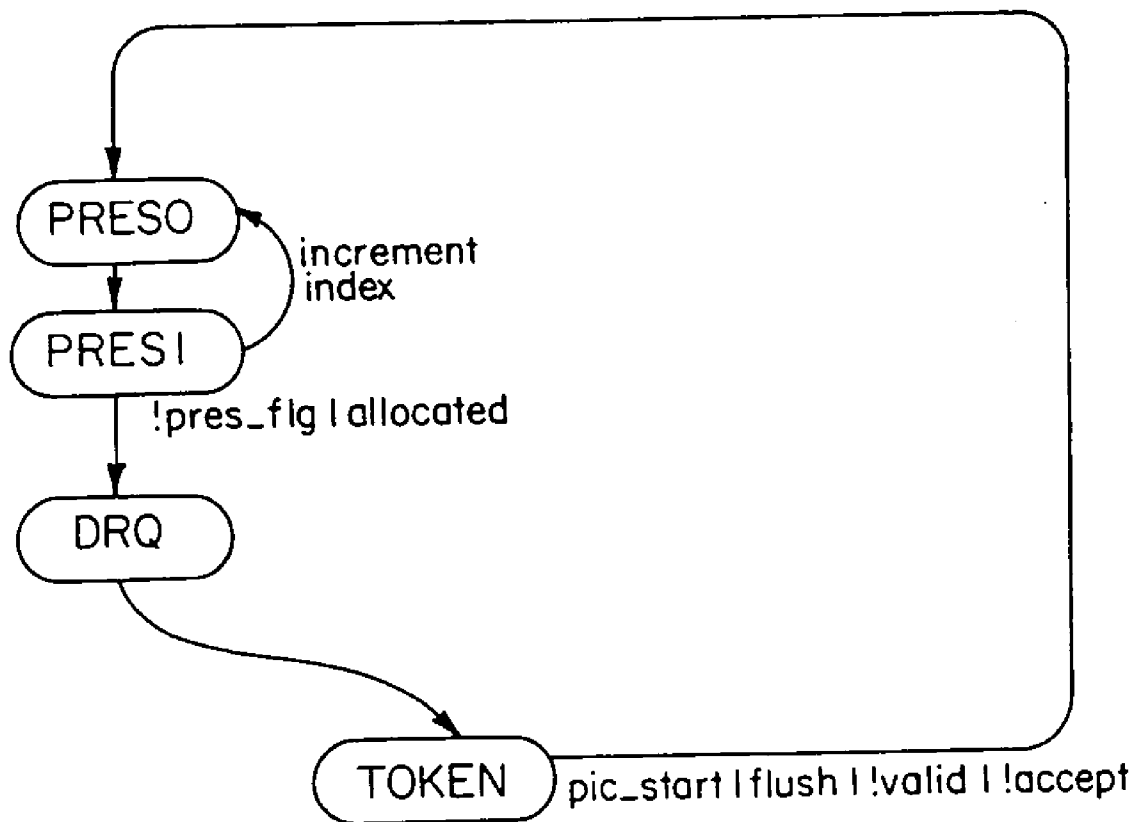 PRES0
increment
index
PRES1
!pres_flg | allocated
DRQ
TOKEN
pic_start | flush | !valid | !accept